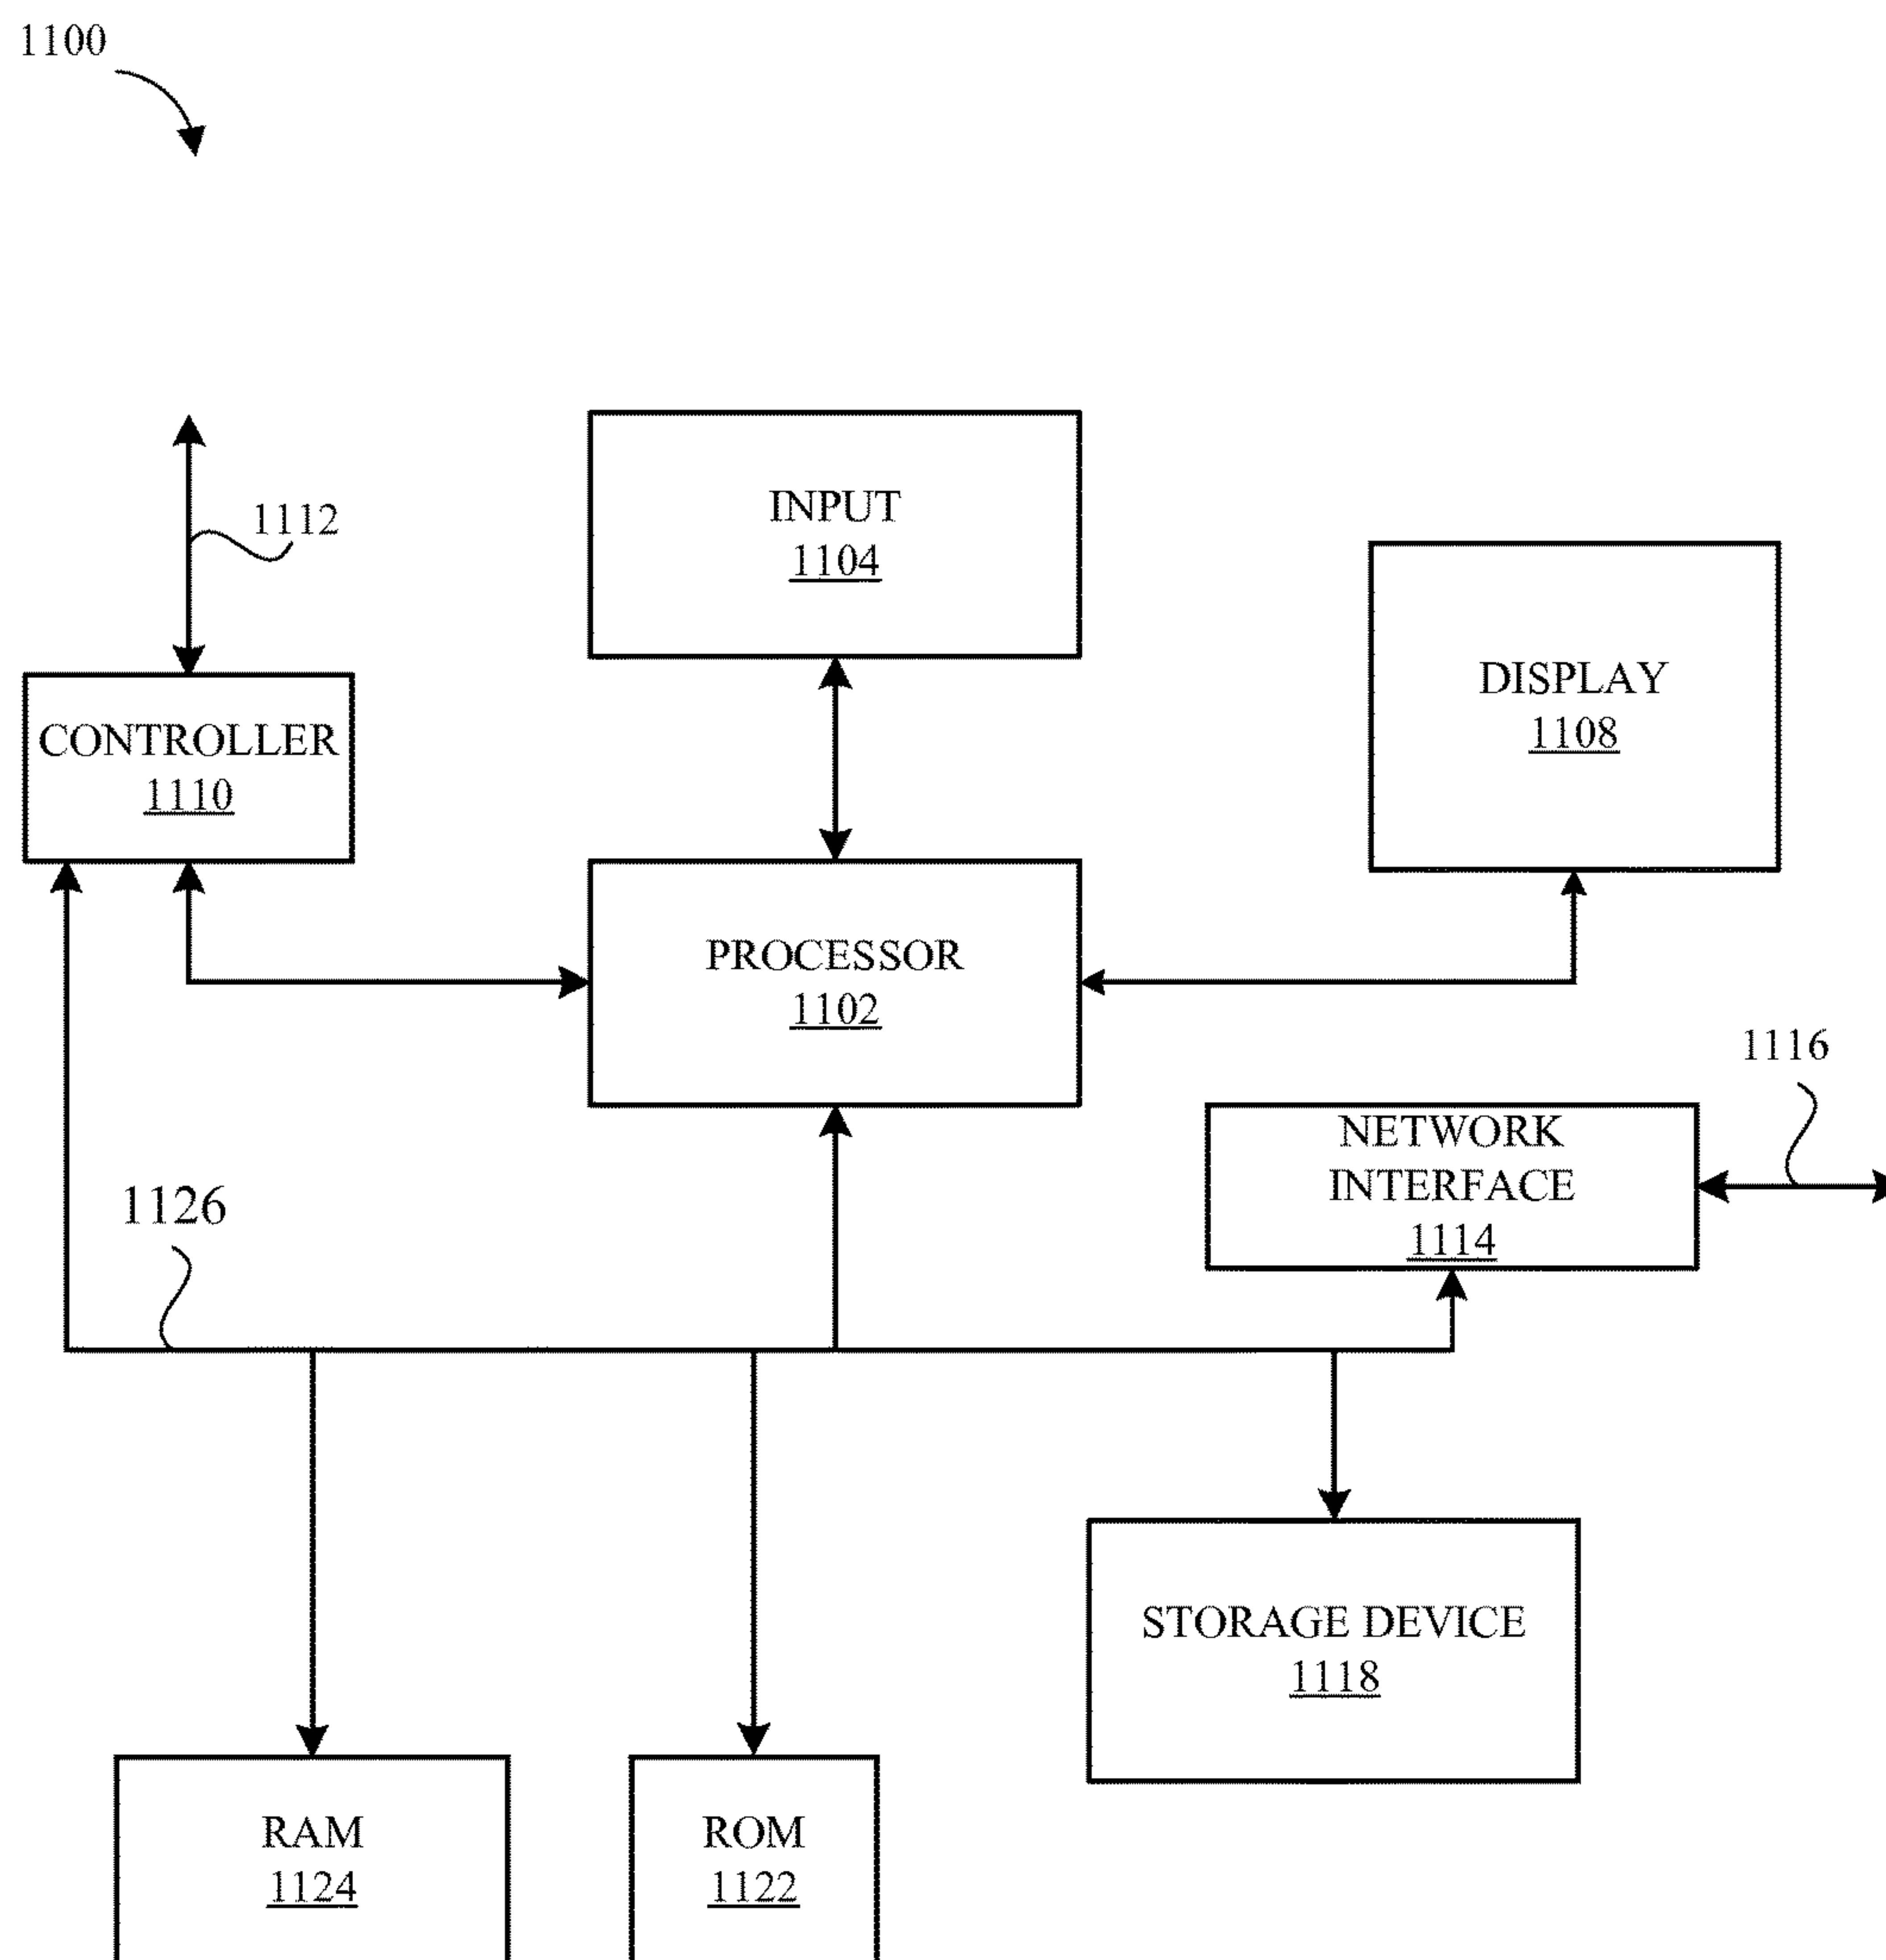 1100
1112
INPUT
1104
DISPLAY
1108
CONTROLLER
1110
PROCESSOR
1102
1116
NETWORK
INTERFACE
1114
1126
STORAGE DEVICE
1118
RAM
1124
ROM
1122